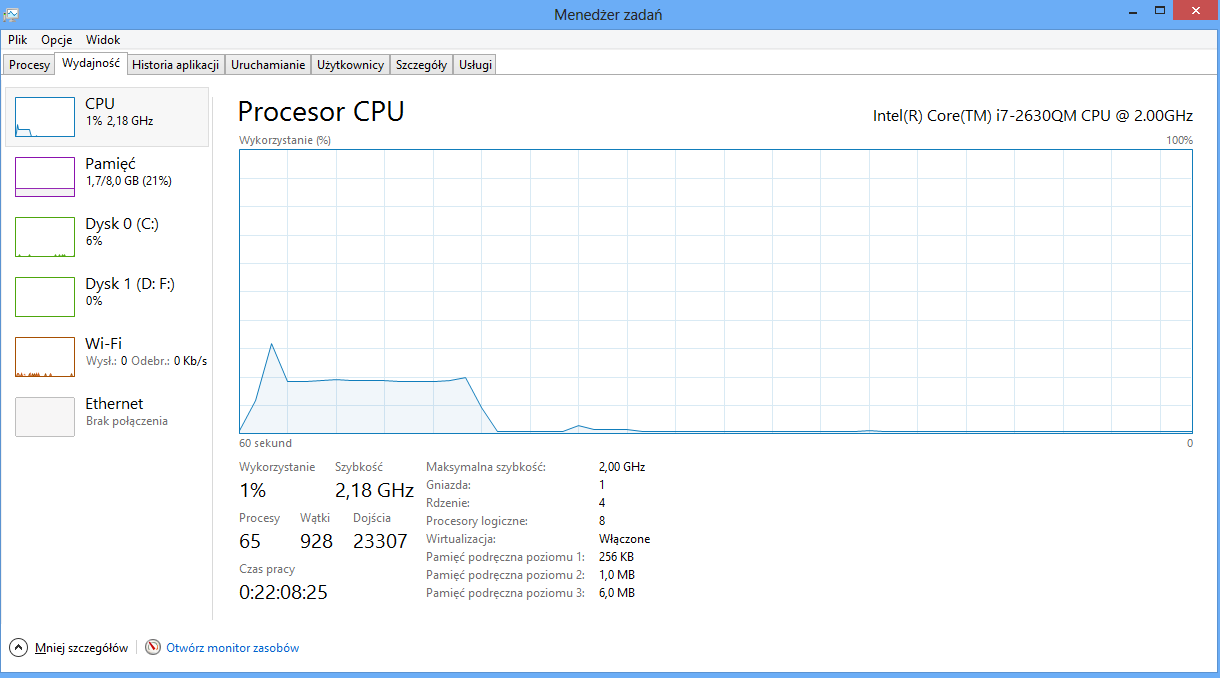 Menedżer zadań
Plik Opcje Widok
Procesy Wydajność Historia aplikacji Uruchamianie Użytkownicy Szczegóły Usługi
CPU
1% 2,18 GHz
Pamięć
1,7/8,0 GB (21%)
Dysk 0 (C:)
6%
Dysk 1 (D: F:)
0%
Wi-Fi
Wysł.: 0 Odebr.: 0 Kb/s
Ethernet
Brak połączenia
Procesor CPU
Intel(R) Core(TM) i7-2630QM CPU @ 2.00GHz
Wykorzystanie (%) 100%
60 sekund 0
Wykorzystanie Szybkość
1% 2,18 GHz
Procesy Wątki Dojścia
65 928 23307
Czas pracy
0:22:08:25
Maksymalna szybkość: 2,00 GHz
Gniazda: 1
Rdzenie: 4
Procesory logiczne: 8
Wirtualizacja: Włączone
Pamięć podręczna poziomu 1: 256 KB
Pamięć podręczna poziomu 2: 1,0 MB
Pamięć podręczna poziomu 3: 6,0 MB
Mniej szczegółów Otwórz monitor zasobów